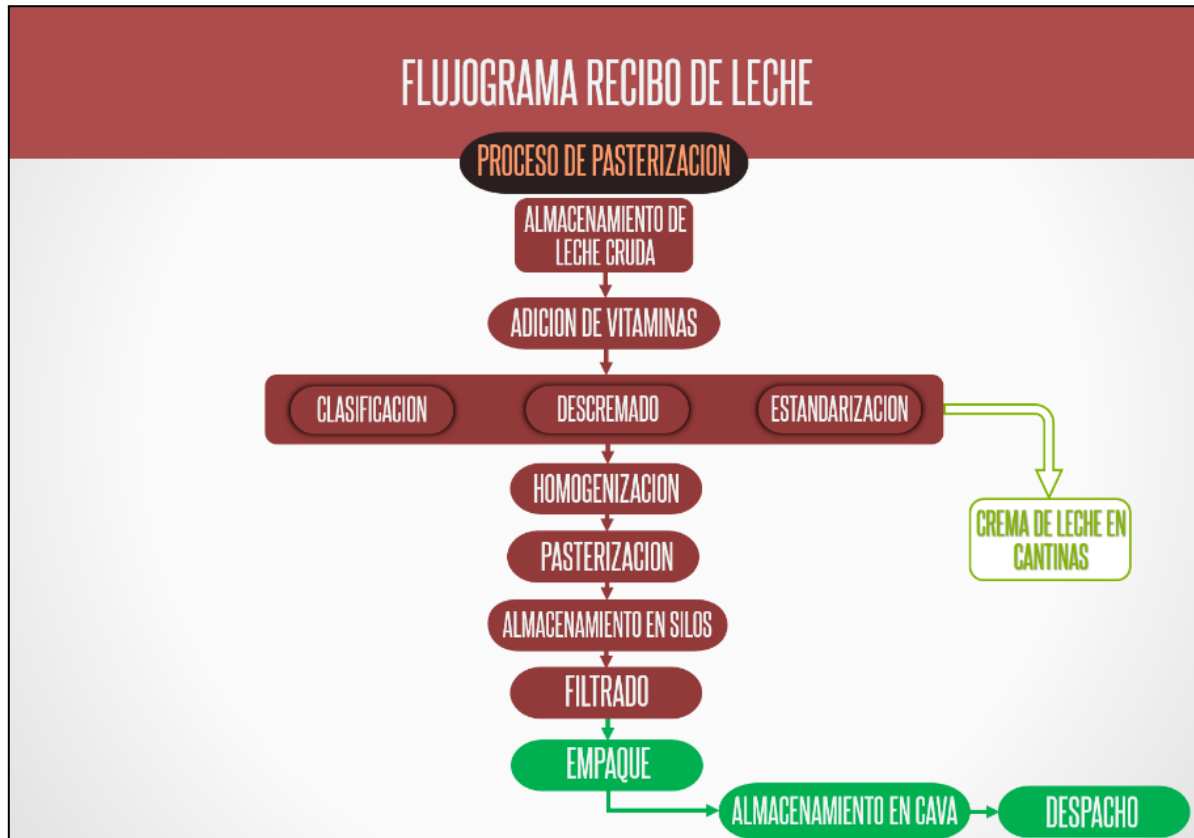 FLUJOGRAMA RECIBO DE LECHE
PROCESO DE PASTERIZACION
ALMACENAMIENTO DE
LECHE CRUDA
ADICION DE VITAMINAS
CLASIFICACION
DESCREMADO
ESTANDARIZACION
HOMOGENIZACION
CREMA DE LECHE EN
CANTINAS
PASTERIZACION
ALMACENAMIENTO EN SILOS
FILTRADO
EMPAQUE
ALMACENAMIENTO EN CAVA
DESPACHO